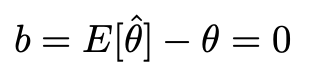 b = E[θ̂] − θ = 0